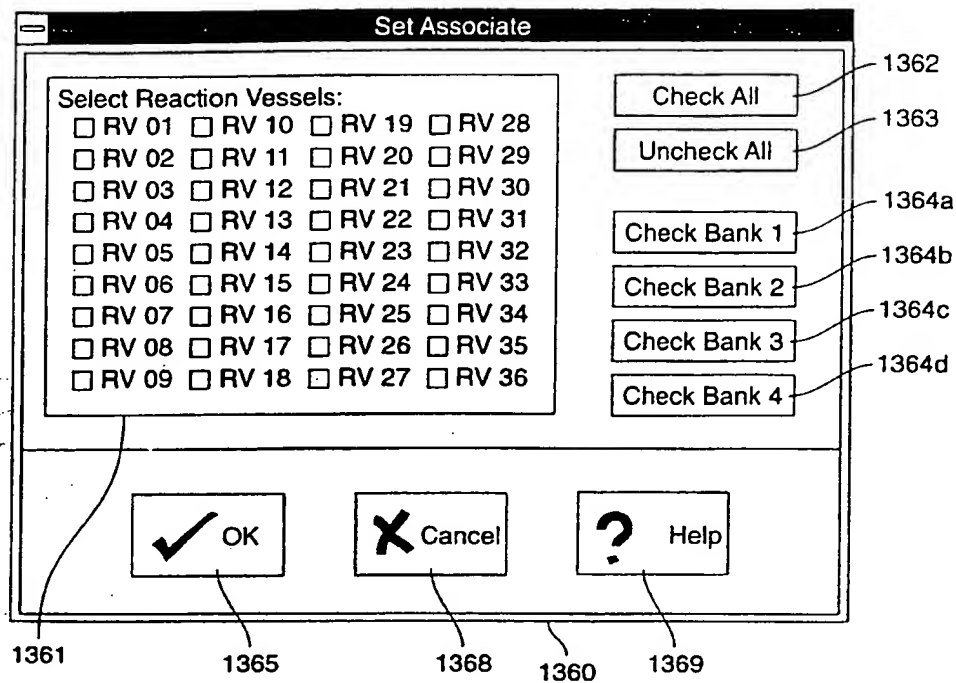 Set Associate
Select Reaction Vessels:
RV 01 RV 10 RV 19 RV 28
RV 02 RV 11 RV 20 RV 29
RV 03 RV 12 RV 21 RV 30
RV 04 RV 13 RV 22 RV 31
RV 05 RV 14 RV 23 RV 32
RV 06 RV 15 RV 24 RV 33
RV 07 RV 16 RV 25 RV 34
RV 08 RV 17 RV 26 RV 35
RV 09 RV 18 RV 27 RV 36
Check All
1362
Uncheck All
1363
Check Bank 1
1364a
Check Bank 2
1364b
Check Bank 3
1364c
Check Bank 4
1364d
OK
Cancel
? Help
1361
1365
1368
1360
1369